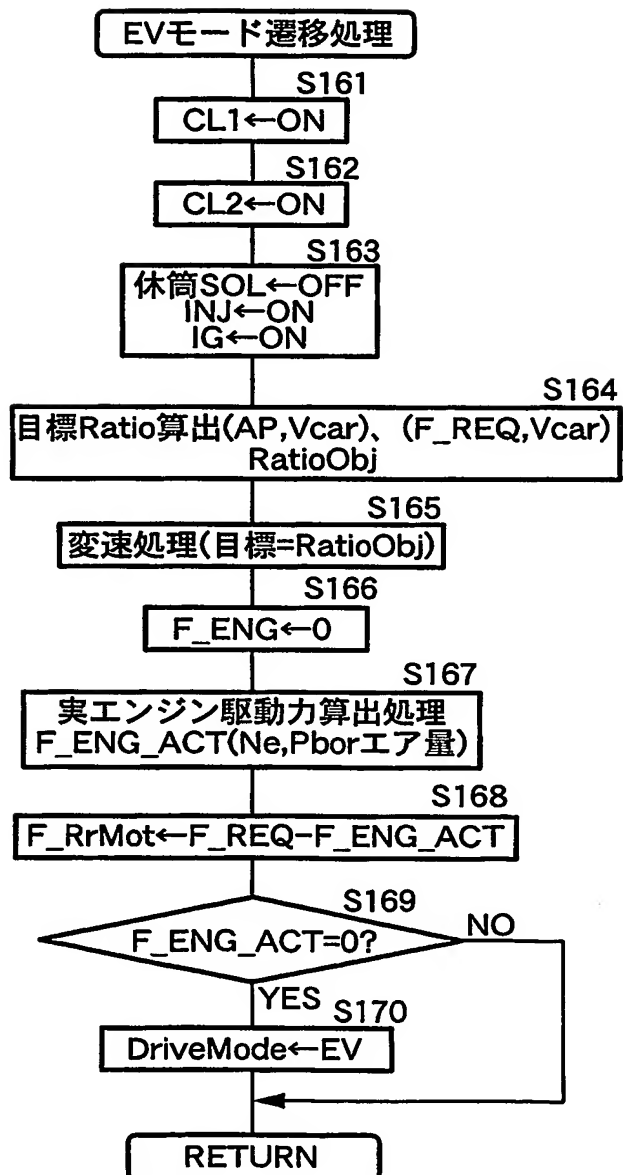 EVモード遷移処理
S161
CL1←ON
S162
CL2←ON
S163
休筒SOL←OFF
INJ←ON
IG←ON
S164
目標Ratio算出(AP,Vcar)、(F_REQ,Vcar)
RatioObj
S165
変速処理(目標=RatioObj)
S166
F_ENG←0
S167
実エンジン駆動力算出処理
F_ENG_ACT(Ne,Pborエア量)
S168
F_RrMot←F_REQ-F_ENG_ACT
S169
F_ENG_ACT=0?
NO
YES
S170
DriveMode←EV
RETURN